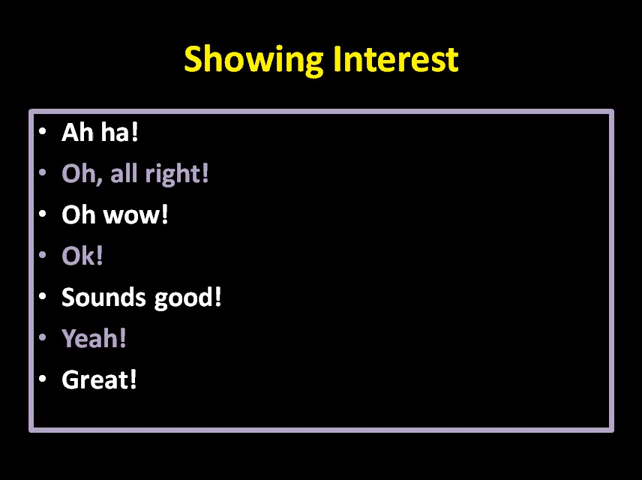 Showing Interest
• Ah ha!
• Oh, all right!
• Oh wow!
• Ok!
• Sounds good!
• Yeah!
• Great!